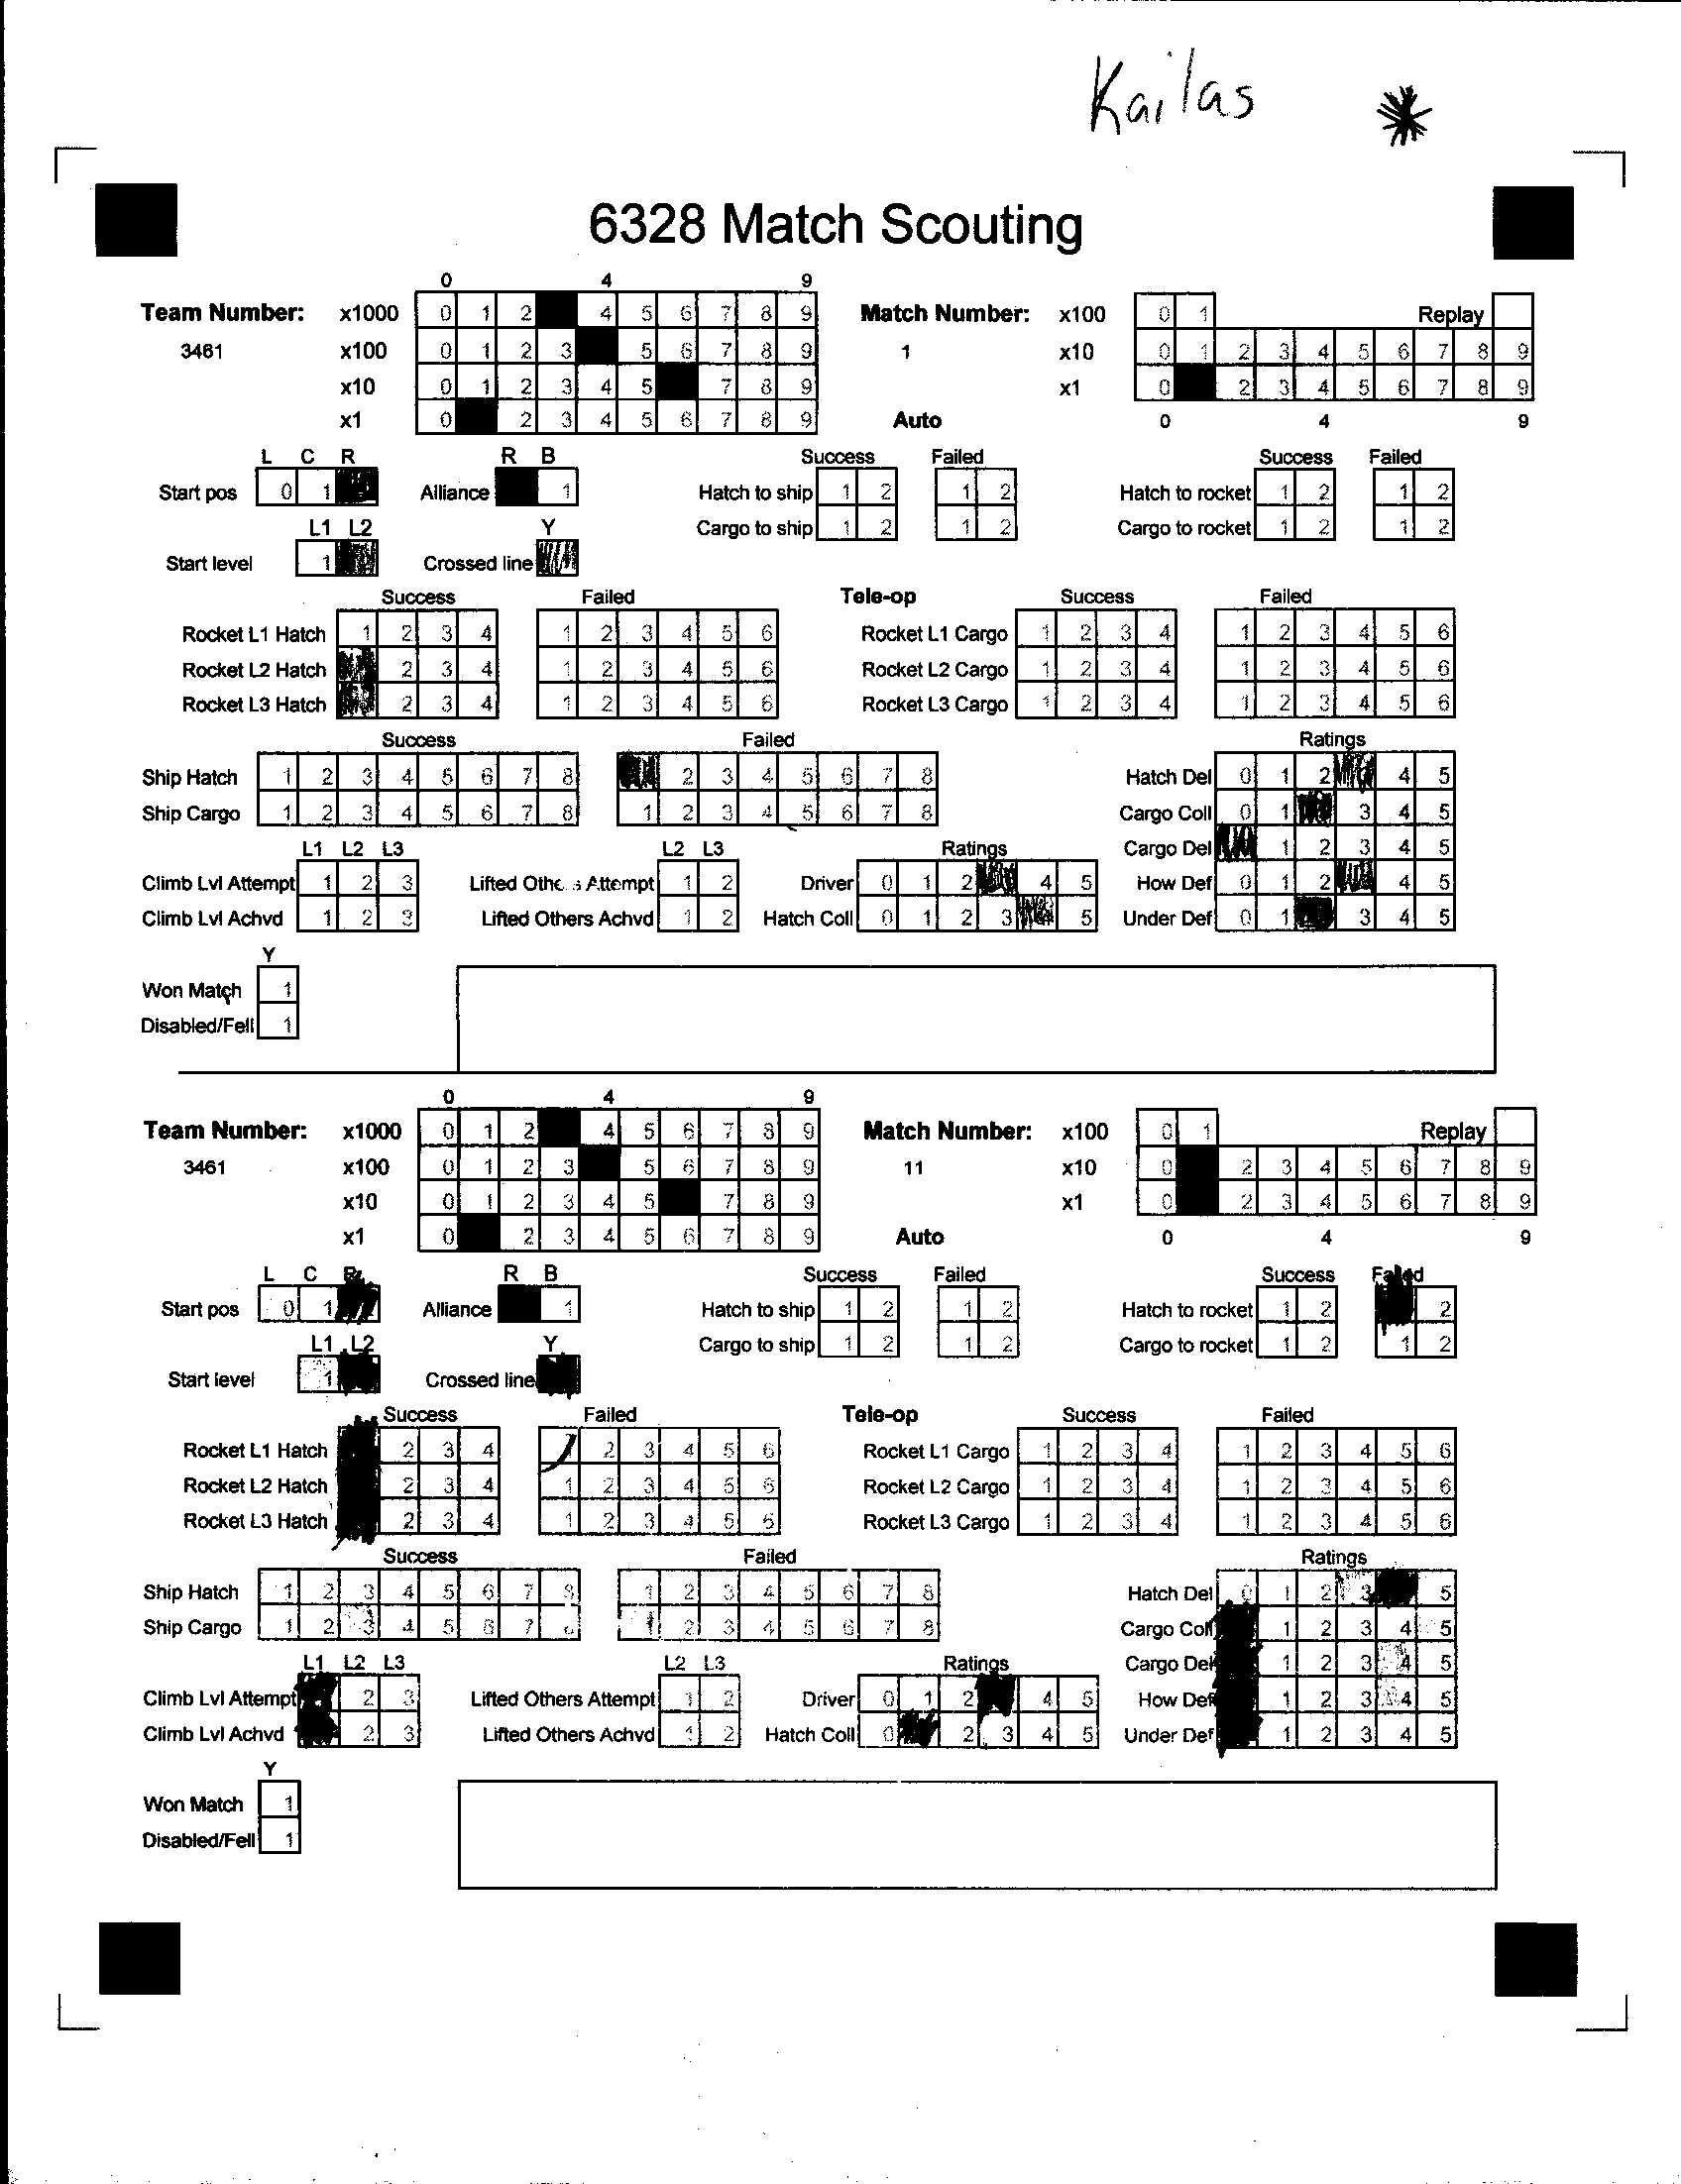 Kailas
6328 Match Scouting
0 4 9
Team Number: x1000 0 1 2 4 5 6 7 8 9 Match Number: x100 0 1 Replay
3461 x100 0 1 2 3 5 6 7 8 9 1 x10 0 1 2 3 4 5 6 7 8 9
x10 0 1 2 3 4 5 7 8 9 x1 0 2 3 4 5 6 7 8 9
x1 0 2 3 4 5 6 7 8 9 Auto 0 4 9
L C R R B Success Failed Success Failed
Start pos 0 1 Alliance 1 Hatch to ship 1 2 1 2 Hatch to rocket 1 2 1 2
L1 L2 Y Cargo to ship 1 2 1 2 Cargo to rocket 1 2 1 2
Start level 1 Crossed line
Success Failed Tele-op Success Failed
Rocket L1 Hatch 1 2 3 4 1 2 3 4 5 6 Rocket L1 Cargo 1 2 3 4 1 2 3 4 5 6
Rocket L2 Hatch 2 3 4 1 2 3 4 5 6 Rocket L2 Cargo 1 2 3 4 1 2 3 4 5 6
Rocket L3 Hatch 2 3 4 1 2 3 4 5 6 Rocket L3 Cargo 1 2 3 4 1 2 3 4 5 6
Success Failed Ratings
Ship Hatch 1 2 3 4 5 6 7 8 2 3 4 5 6 7 8 Hatch Del 0 1 2 4 5
Ship Cargo 1 2 3 4 5 6 7 8 1 2 3 4 5 6 7 8 Cargo Coll 0 1 3 4 5
L1 L2 L3 L2 L3 Ratings Cargo Del 1 2 3 4 5
Climb Lvl Attempt 1 2 3 Lifted Attempt 1 2 Driver 0 1 2 4 5 How Def 0 1 2 4 5
Climb Lvl Achvd 1 2 3 Lifted Others Achvd 1 2 Hatch Coll 0 1 2 3 5 Under Def 0 1 3 4 5
Y
Won Match 1
Disabled/Fell 1
0 4 9
Team Number: x1000 0 1 2 4 5 6 7 8 9 Match Number: x100 0 1 Replay
3461 x100 0 1 2 3 5 6 7 8 9 11 x10 0 2 3 4 5 6 7 8 9
x10 0 1 2 3 4 5 7 8 9 x1 0 2 3 4 5 6 7 8 9
x1 0 2 3 4 5 6 7 8 9 Auto 0 4 9
L C R R B Success Failed Success Failed
Start pos 0 1 Alliance 1 Hatch to ship 1 2 1 2 Hatch to rocket 1 2 2
L1 L2 Y Cargo to ship 1 2 1 2 Cargo to rocket 1 2 1 2
Start level 1 Crossed line
Success Failed Tele-op Success Failed
Rocket L1 Hatch 2 3 4 2 3 4 5 6 Rocket L1 Cargo 1 2 3 4 1 2 3 4 5 6
Rocket L2 Hatch 2 3 4 1 2 3 4 5 6 Rocket L2 Cargo 1 2 3 4 1 2 3 4 5 6
Rocket L3 Hatch 2 3 4 1 2 3 4 5 6 Rocket L3 Cargo 1 2 3 4 1 2 3 4 5 6
Success Failed Ratings
Ship Hatch 1 2 3 4 5 6 7 8 1 2 3 4 5 6 7 8 Hatch Del 0 1 2 3 5
Ship Cargo 1 2 3 4 5 6 7 1 2 3 4 5 6 7 8 Cargo Coll 1 2 3 4 5
L1 L2 L3 L2 L3 Ratings Cargo Del 1 2 3 4 5
Climb Lvl Attempt 2 3 Lifted Others Attempt 1 2 Driver 0 1 2 4 5 How Def 1 2 3 4 5
Climb Lvl Achvd 2 3 Lifted Others Achvd 1 2 Hatch Coll 0 2 3 4 5 Under Def 1 2 3 4 5
Y
Won Match 1
Disabled/Fell 1